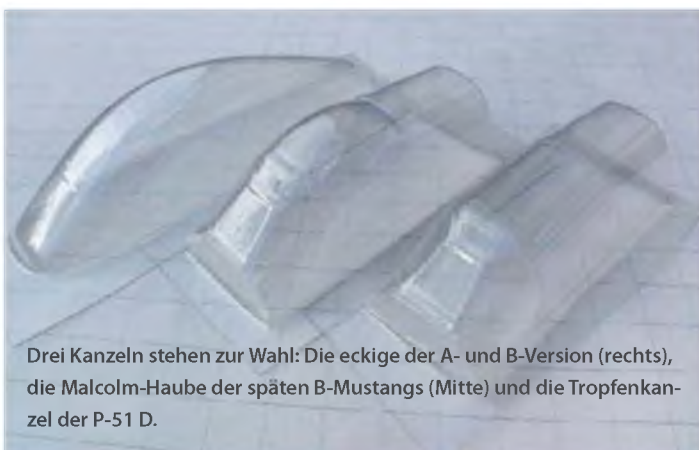 Drei Kanzeln stehen zur Wahl: Die eckige der A- und B-Version (rechts),
die Malcolm-Haube der späten B-Mustangs (Mitte) und die Tropfenkan-
zel der P-51 D.